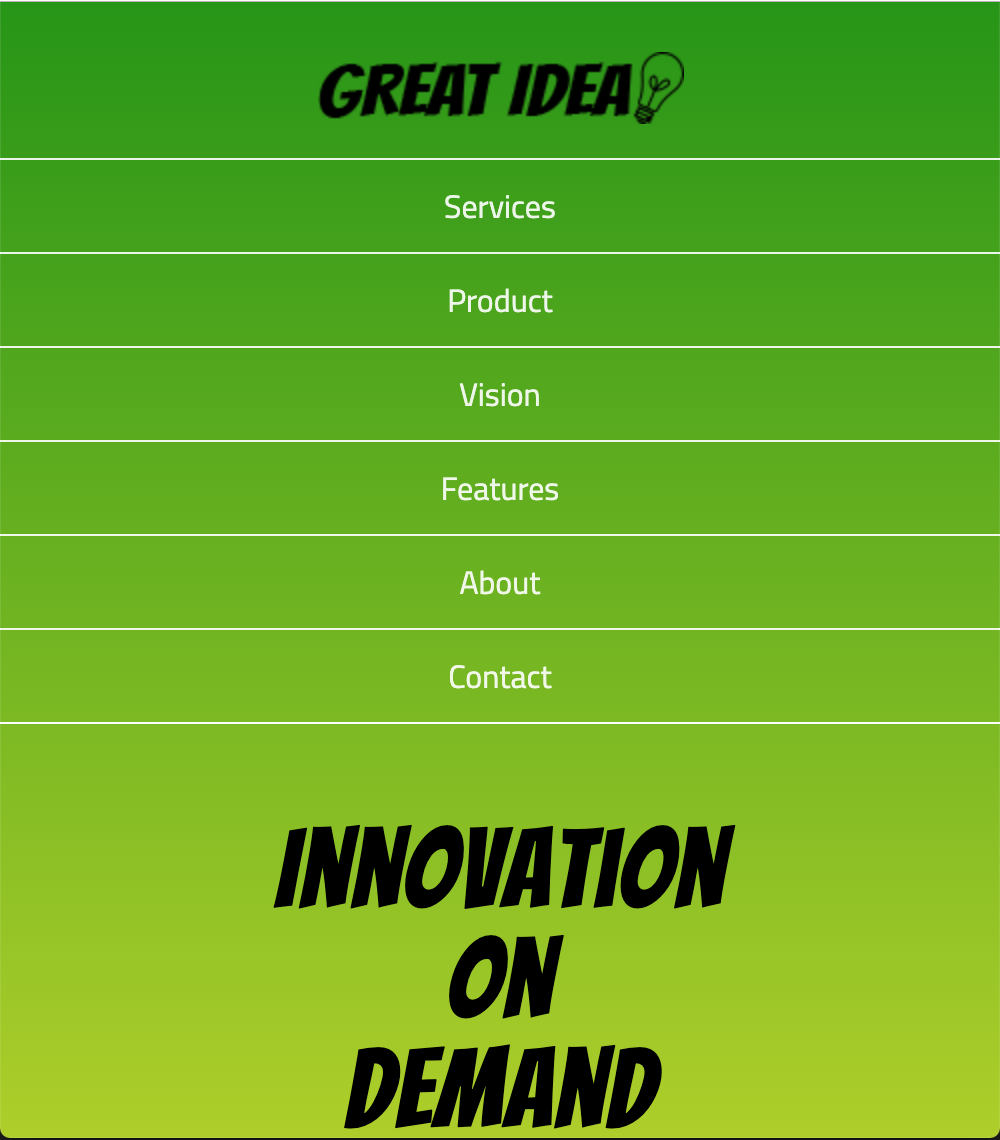 GREAT IDEA
Services
Product
Vision
Features
About
Contact
INNOVATION
ON
DEMAND